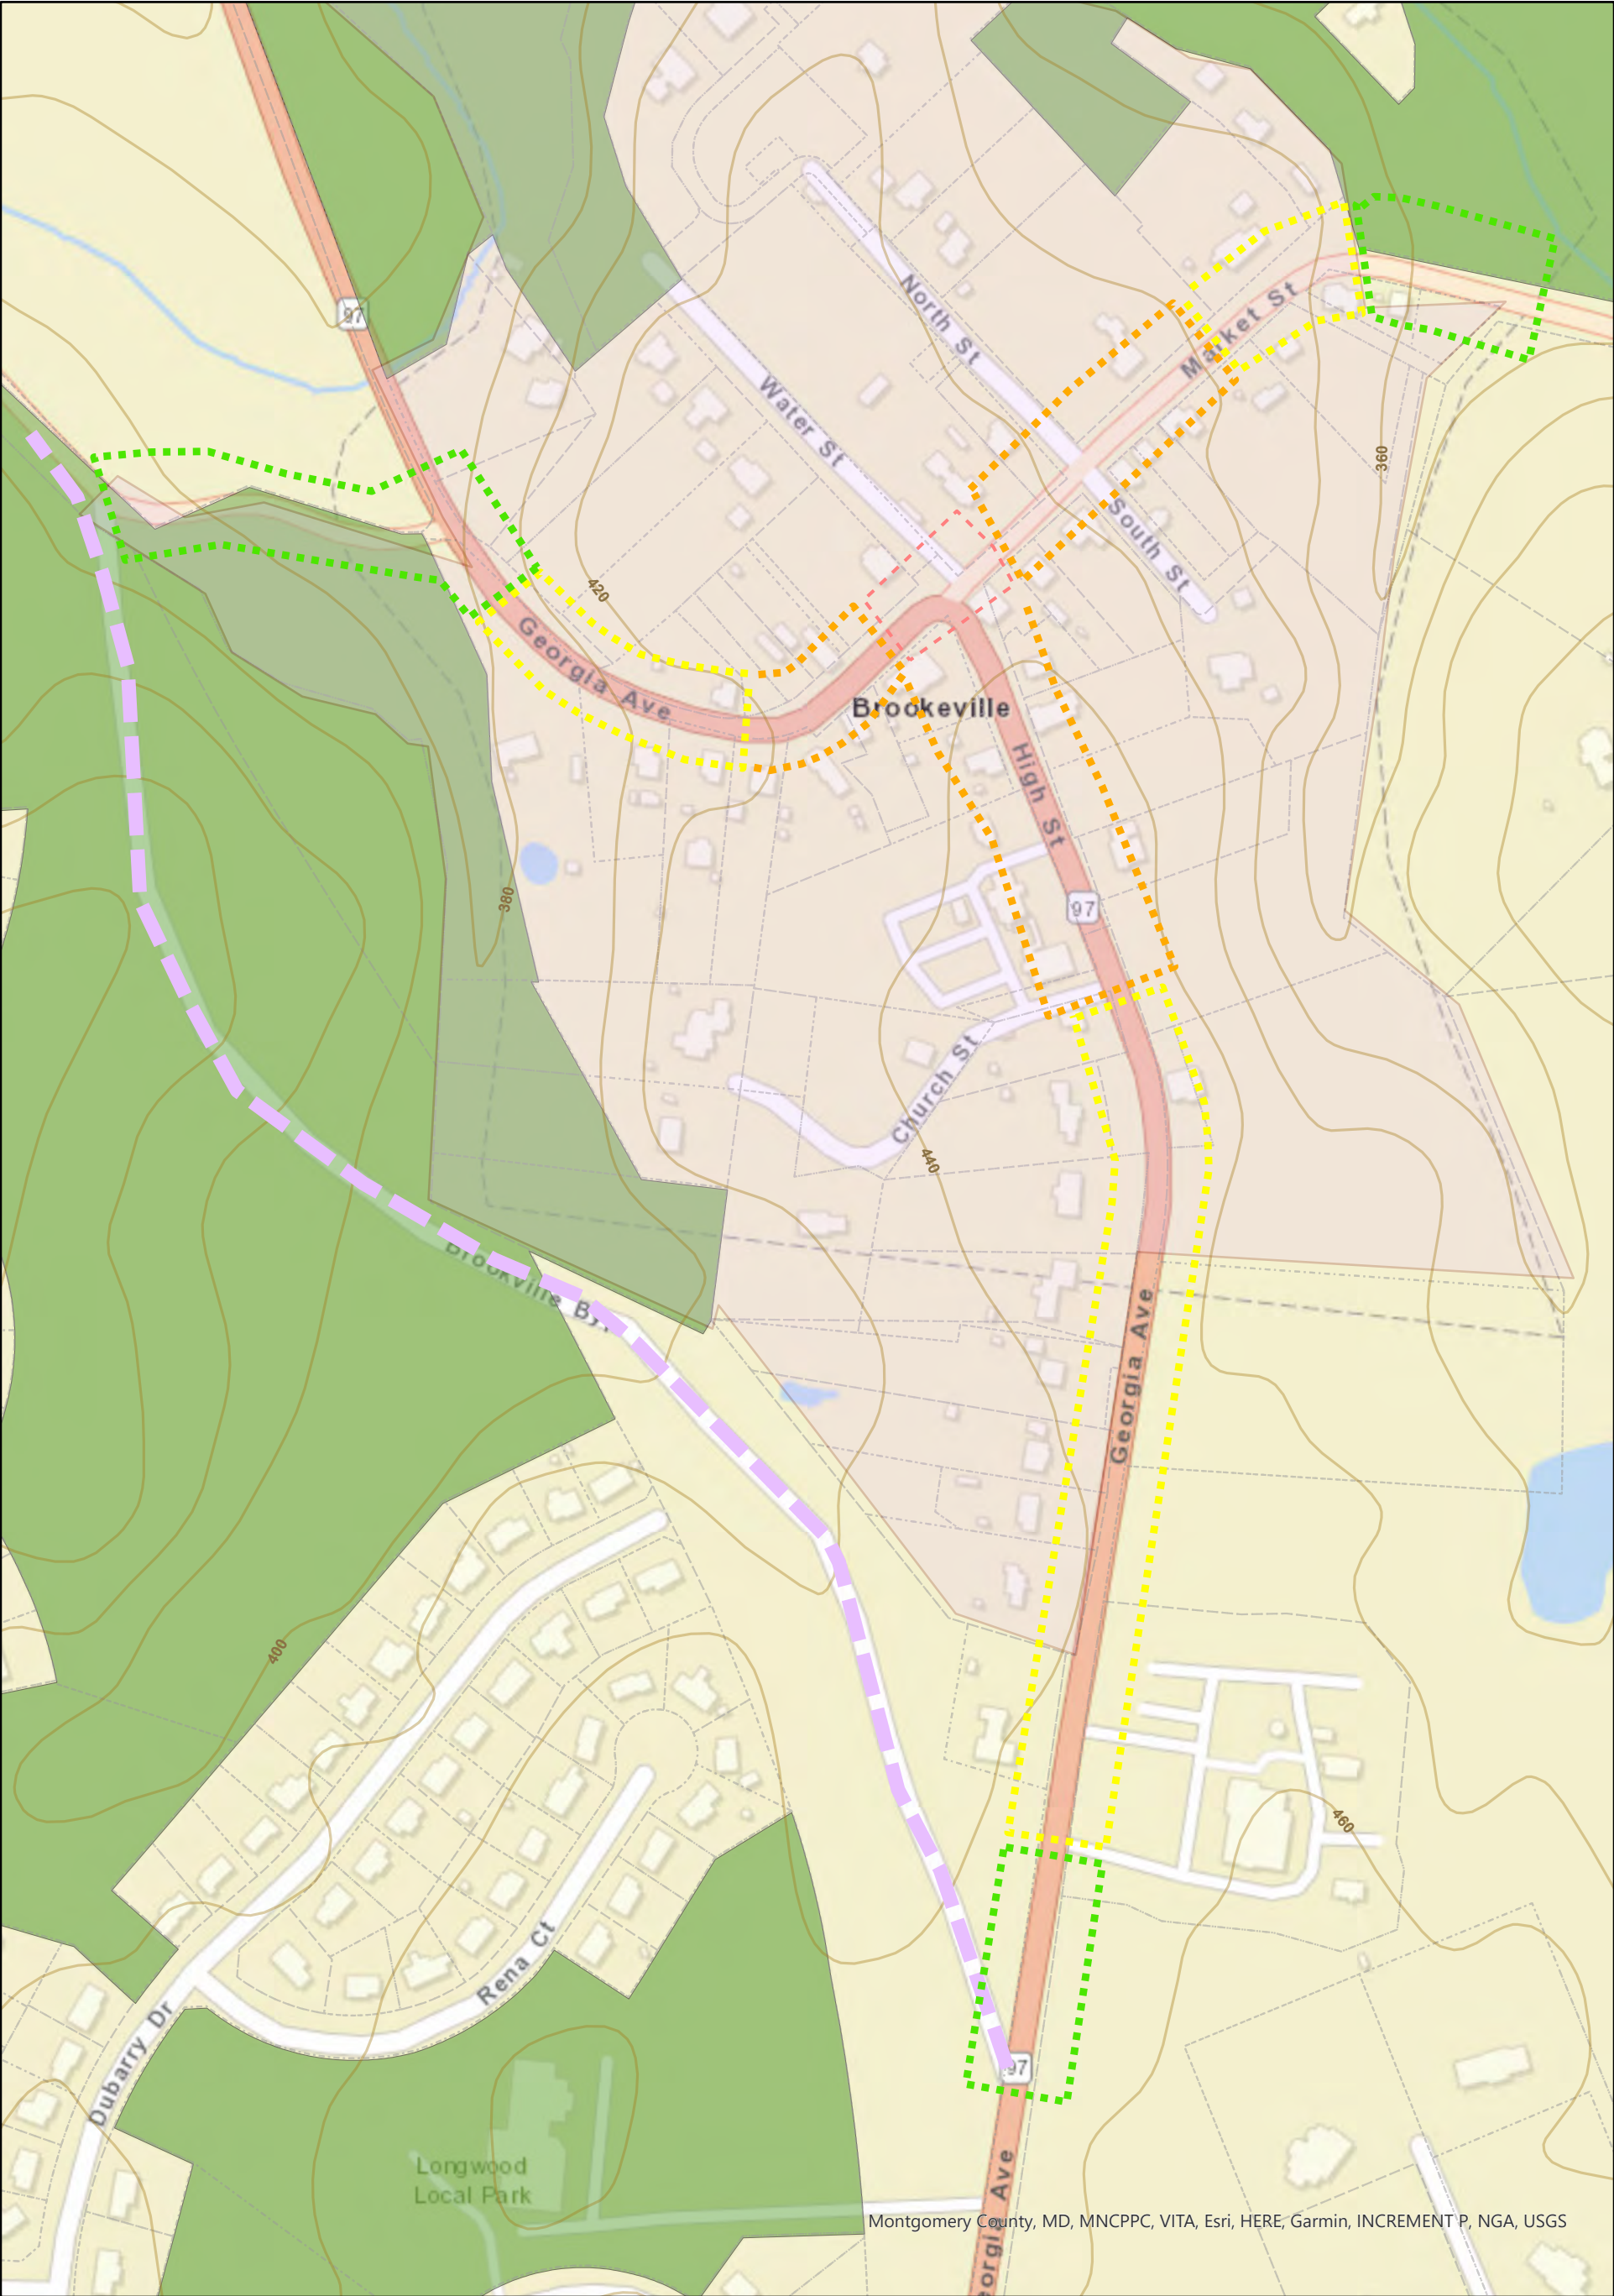 97
North St
Market St
Water St
360
South St
420
Georgia Ave
Brookeville
High St
380
97
Church St
440
Brookville By
Georgia Ave
400
460
Rena Ct
Dubarry Dr
97
Longwood
Local Park
Georgia Ave
Montgomery County, MD, MNCPPC, VITA, Esri, HERE, Garmin, INCREMENT P, NGA, USGS